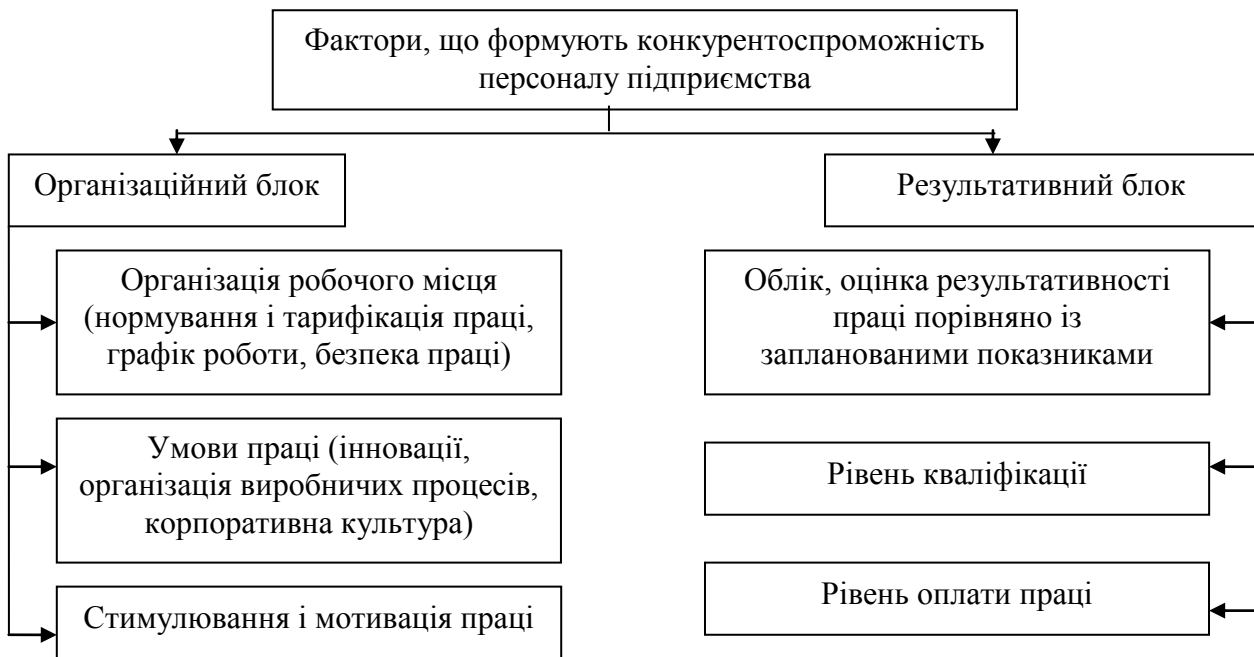 Фактори, що формують конкурентоспроможність
персоналу підприємства
Організаційний блок
Результативний блок
Організація робочого місця
(нормування і тарифікація праці,
графік роботи, безпека праці)
Облік, оцінка результативності
праці порівняно із
запланованими показниками
Умови праці (інновації,
організація виробничих процесів,
корпоративна культура)
Рівень кваліфікації
Стимулювання і мотивація праці
Рівень оплати праці